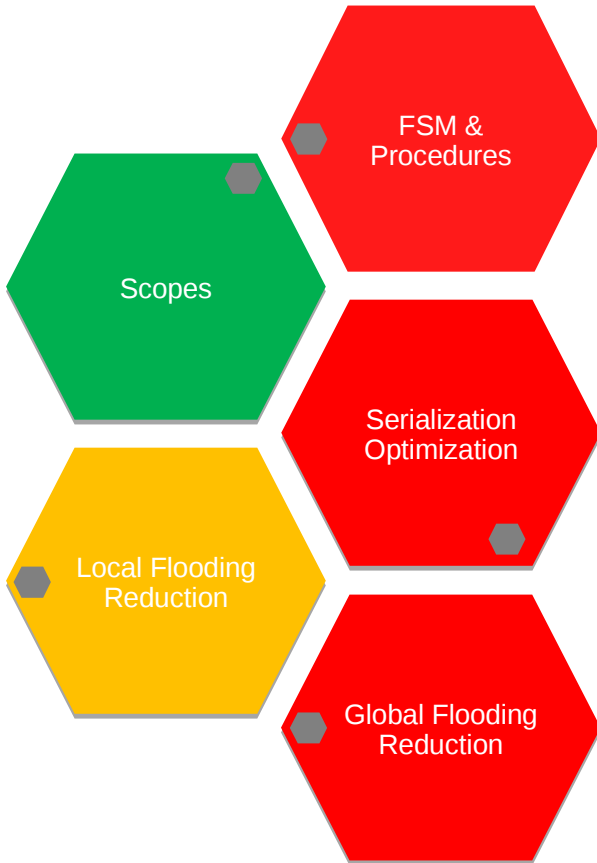 FSM &
Procedures
Scopes
Serialization
Optimization
Local Flooding
Reduction
Global Flooding
Reduction